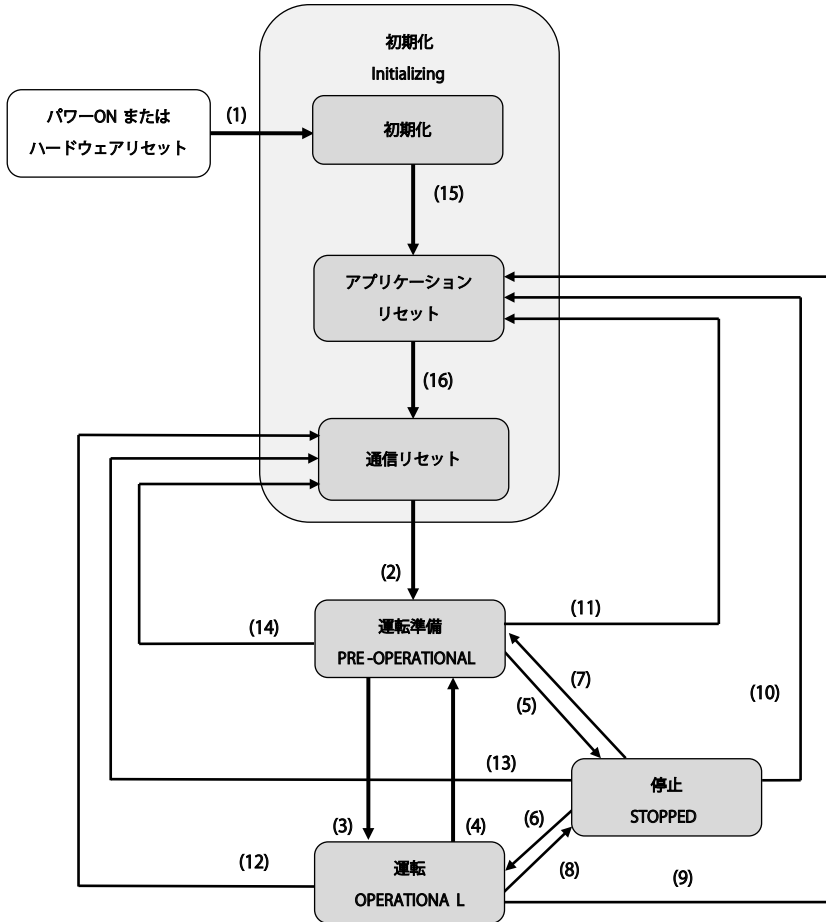 初期化
Initializing
パワーON または
ハードウェアリセット
(1)
初期化
(15)
アプリケーション
リセット
(16)
通信リセット
(2)
(14)
運転準備
PRE-OPERATIONAL
(11)
(5)
(7)
(10)
(13)
停止
STOPPED
(3)
(4)
(6)
(8)
(12)
運転
OPERATIONA L
(9)